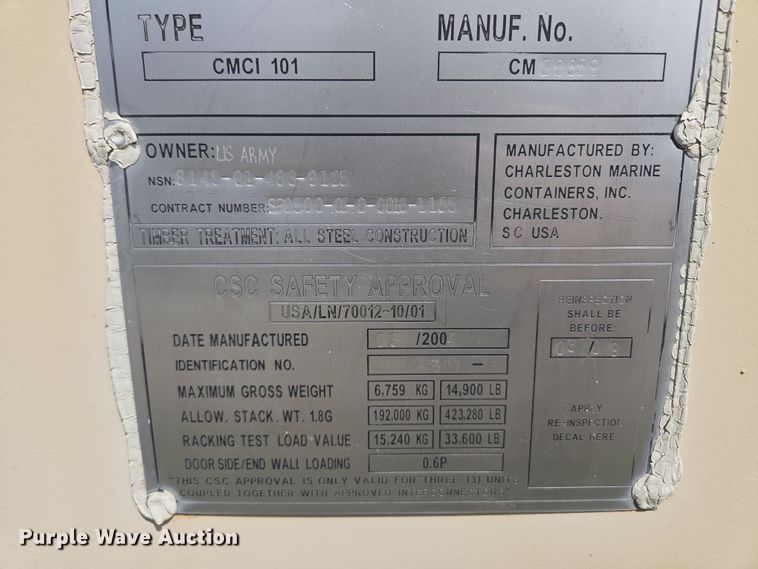 TYPE MANUF. No.
CMCI 101 CM
OWNER: US ARMY
NSN: 8145-01-483-9115
CONTRACT NUMBER:
TIMBER TREATMENT: ALL STEEL CONSTRUCTION
MANUFACTURED BY:
CHARLESTON MARINE
CONTAINERS, INC.
CHARLESTON.
SC USA
CSC SAFETY APPROVAL
USA/LN/70012-10/01
DATE MANUFACTURED /200
IDENTIFICATION NO.
MAXIMUM GROSS WEIGHT 6,759 KG 14,900 LB
ALLOW. STACK. WT. 1.8G 192,000 KG 423,280 LB
RACKING TEST LOAD VALUE 15,240 KG 33,600 LB
DOOR SIDE/END WALL LOADING 0.6P
"THIS CSC APPROVAL IS ONLY VALID FOR THREE (3) UNITS
COUPLED TOGETHER WITH APPROVED INTERCONNECTORS"
REINSPECTION
SHALL BE
BEFORE:
APPLY
RE-INSPECTION
DECAL HERE
Purple Wave Auction